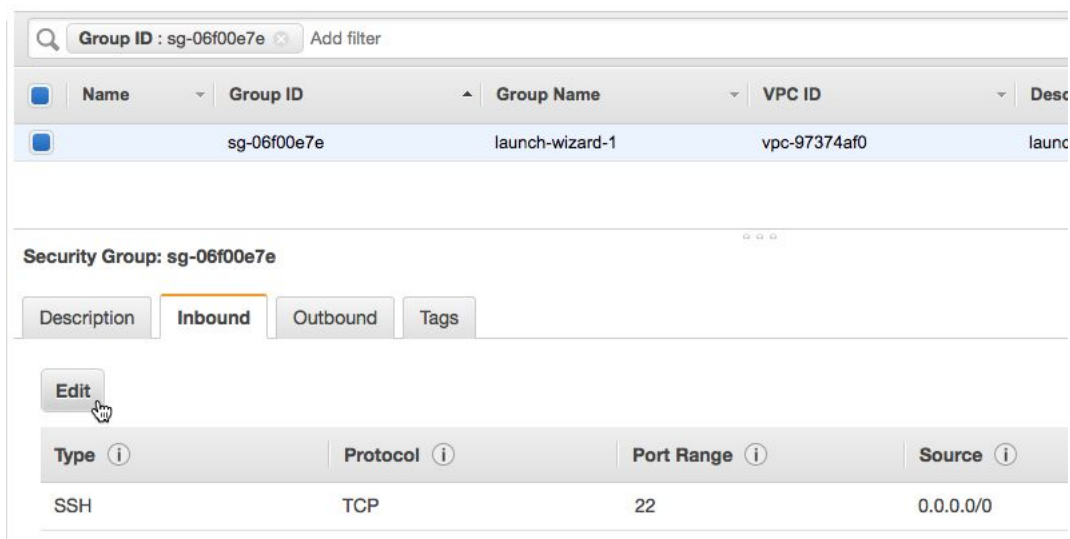 Group ID : sg-06f00e7e Add filter
Name Group ID Group Name VPC ID Desc
sg-06f00e7e launch-wizard-1 vpc-97374af0 launc
Security Group: sg-06f00e7e
Description Inbound Outbound Tags
Edit
Type i Protocol i Port Range i Source i
SSH TCP 22 0.0.0.0/0